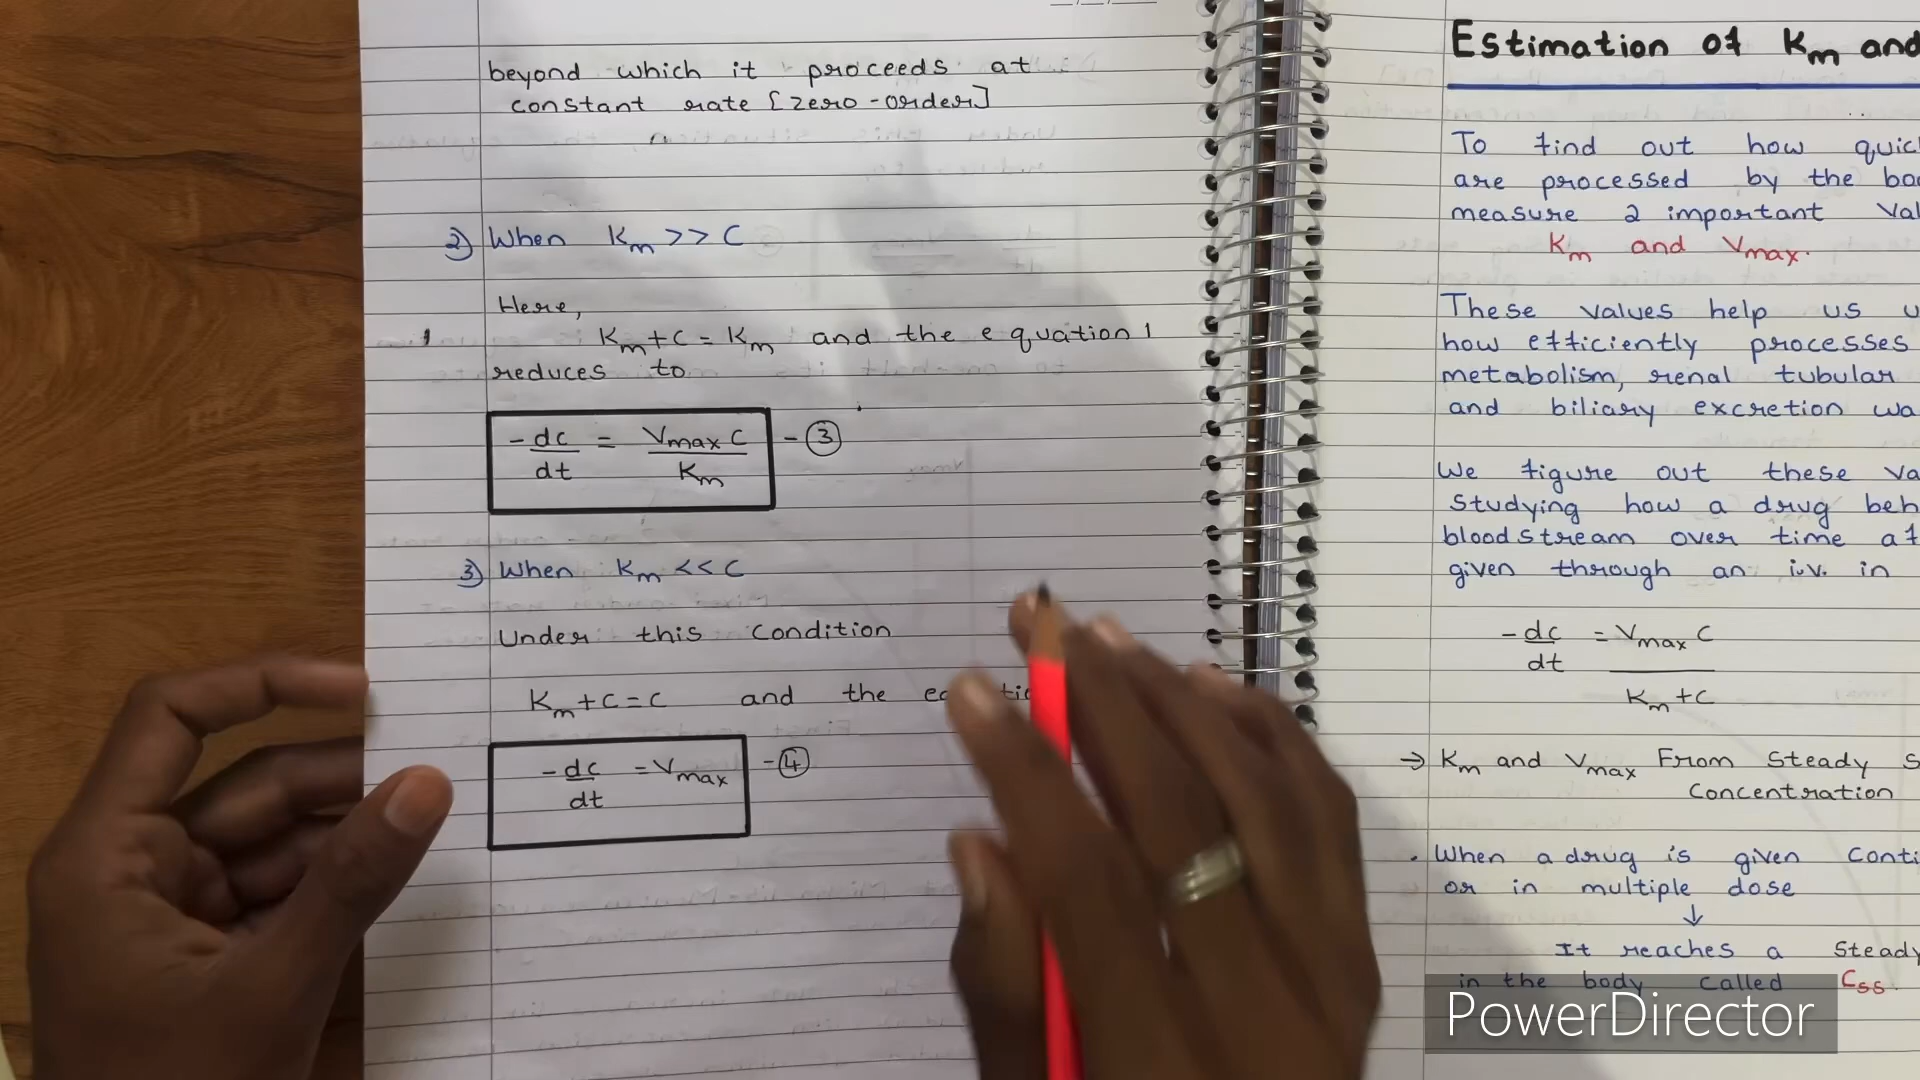 beyond which it proceeds at
constant rate [zero-order]
2) When Km >> C
Here,
Km+C = Km and the equation 1
reduces to
-dc/dt = Vmax C/Km - 3
3) When Km << C
Under this condition
Km+C=C and the
-dc/dt = Vmax - 4
Estimation of Km and
To find out how
are processed by the
measure 2 important
Km and Vmax.
These values help us
how efficiently processes
metabolism, renal tubular
and biliary excretion
We figure out these
studying how a drug
bloodstream over time
given through an i.v. in
-dc/dt = Vmax C/Km+C
→ Km and Vmax From Steady
Concentration
. When a drug is given
or in multiple dose
↓
It reaches a Steady
in the body called Css.
PowerDirector